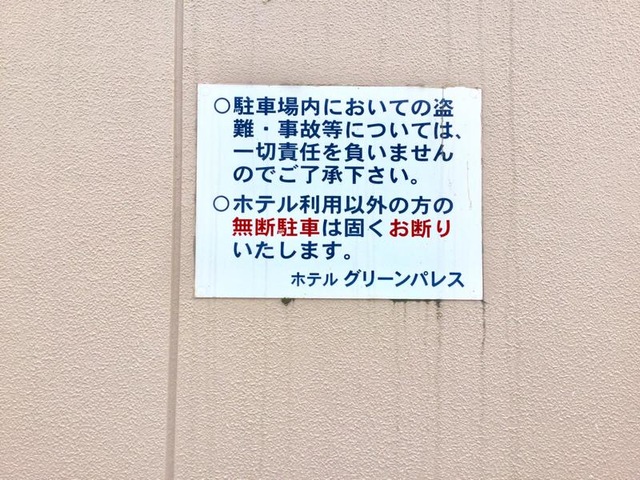 ○駐車場内においての盗
難・事故等については、
一切責任を負いません
のでご了承下さい。
○ホテル利用以外の方の
無断駐車は固くお断り
いたします。
ホテル グリーンパレス